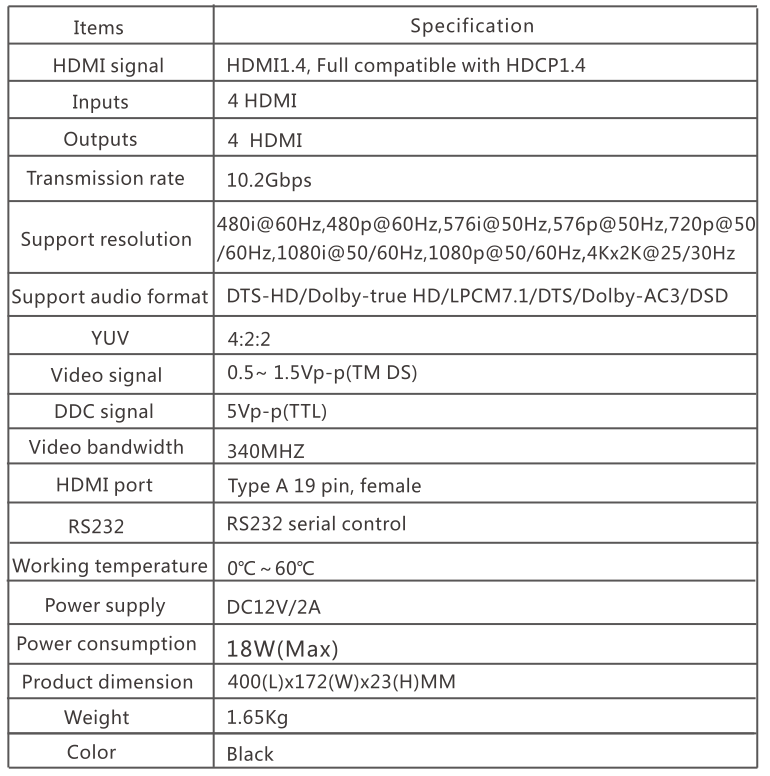 Items Specification
HDMI signal HDMI1.4, Full compatible with HDCP1.4
Inputs 4 HDMI
Outputs 4 HDMI
Transmission rate 10.2Gbps
Support resolution 480i@60Hz,480p@60Hz,576i@50Hz,576p@50Hz,720p@50
/60Hz,1080i@50/60Hz,1080p@50/60Hz,4Kx2K@25/30Hz
Support audio format DTS-HD/Dolby-true HD/LPCM7.1/DTS/Dolby-AC3/DSD
YUV 4:2:2
Video signal 0.5~ 1.5Vp-p(TM DS)
DDC signal 5Vp-p(TTL)
Video bandwidth 340MHZ
HDMI port Type A 19 pin, female
RS232 RS232 serial control
Working temperature 0℃ ~ 60℃
Power supply DC12V/2A
Power consumption 18W(Max)
Product dimension 400(L)x172(W)x23(H)MM
Weight 1.65Kg
Color Black